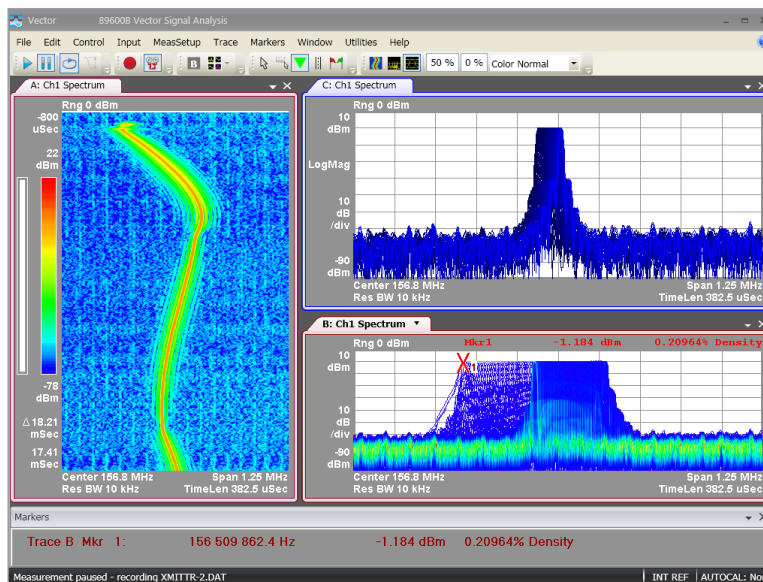 Vector 89600B Vector Signal Analysis
File Edit Control Input MeasSetup Trace Markers Window Utilities Help
B 50 % 0 % Color Normal
A: Ch1 Spectrum
Rng 0 dBm
-800
uSec
22
dBm
-78
dBm
Δ18.21
mSec
17.41
mSec
Center 156.8 MHz Span 1.25 MHz
Res BW 10 kHz TimeLen 382.5 uSec
C: Ch1 Spectrum
Rng 0 dBm
10
dBm
LogMag
10
dB
/div
-90
dBm
Center 156.8 MHz Span 1.25 MHz
Res BW 10 kHz TimeLen 382.5 uSec
B: Ch1 Spectrum
Rng 0 dBm Mkr1 -1.184 dBm 0.20964% Density
10
dBm
1
10
dB
/div
-90
dBm
Center 156.8 MHz Span 1.25 MHz
Res BW 10 kHz TimeLen 382.5 uSec
Markers
Trace B Mkr 1: 156 509 862.4 Hz -1.184 dBm 0.20964% Density
Measurement paused - recording XMITTR-2.DAT INT REF AUTOCAL: No